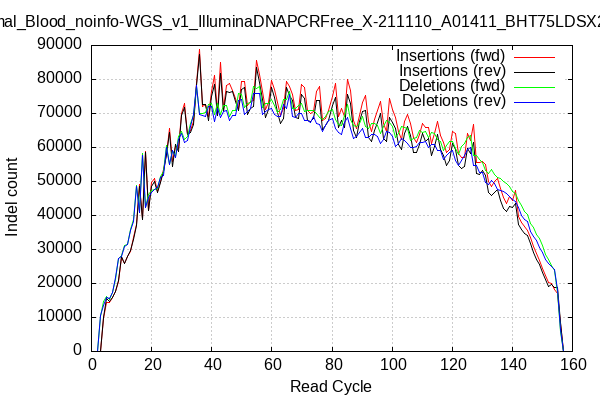 nal_Blood_noinfo-WGS_v1_IlluminaDNAPCRFree_X-211110_A01411_BHT75LDSX2
90000
80000
70000
60000
50000
40000
30000
20000
10000
0
Indel count
Insertions (fwd)
Insertions (rev)
Deletions (fwd)
Deletions (rev)
0 20 40 60 80 100 120 140 160
Read Cycle